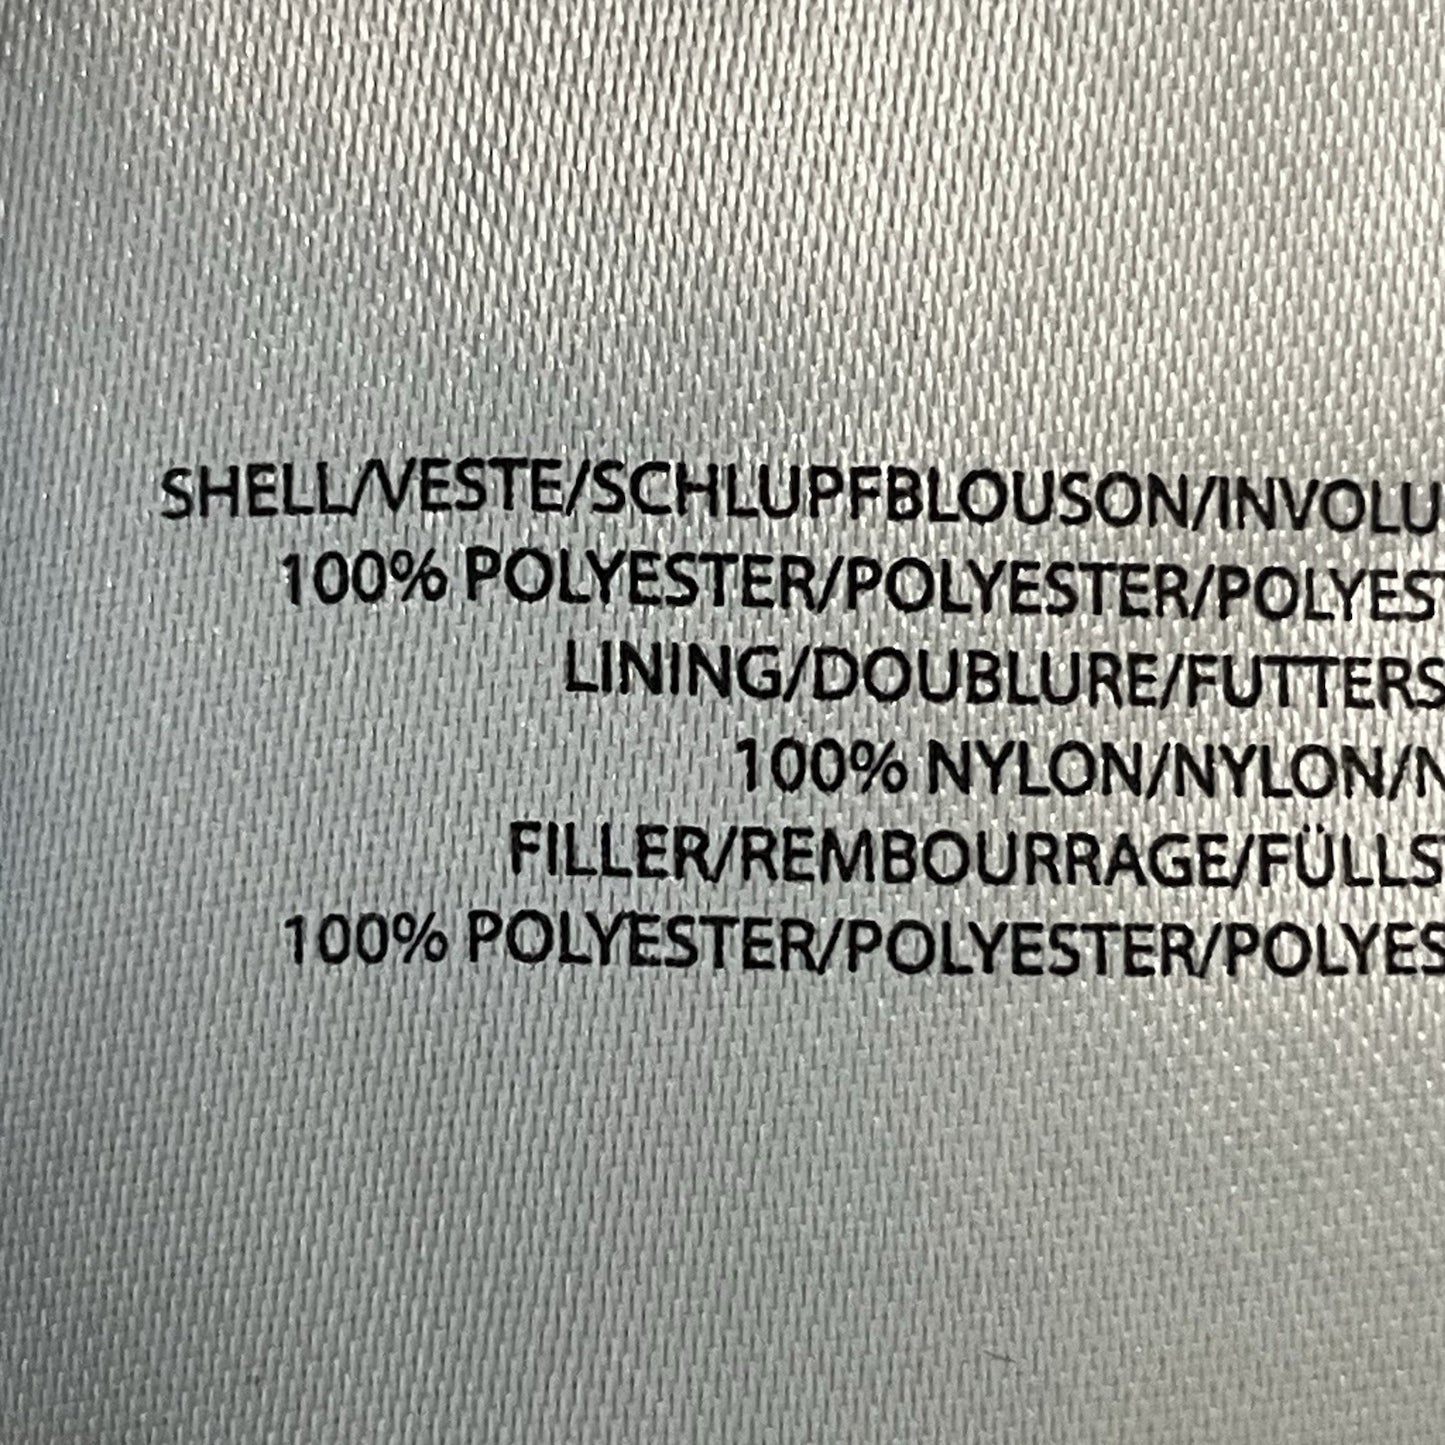 SHELL/VESTE/SCHLUPFBLOUSON/INVOLU
100% POLYESTER/POLYESTER/POLYEST
LINING/DOUBLURE/FUTTERS
100% NYLON/NYLON/N
FILLER/REMBOURRAGE/FÜLLST
100% POLYESTER/POLYESTER/POLYES